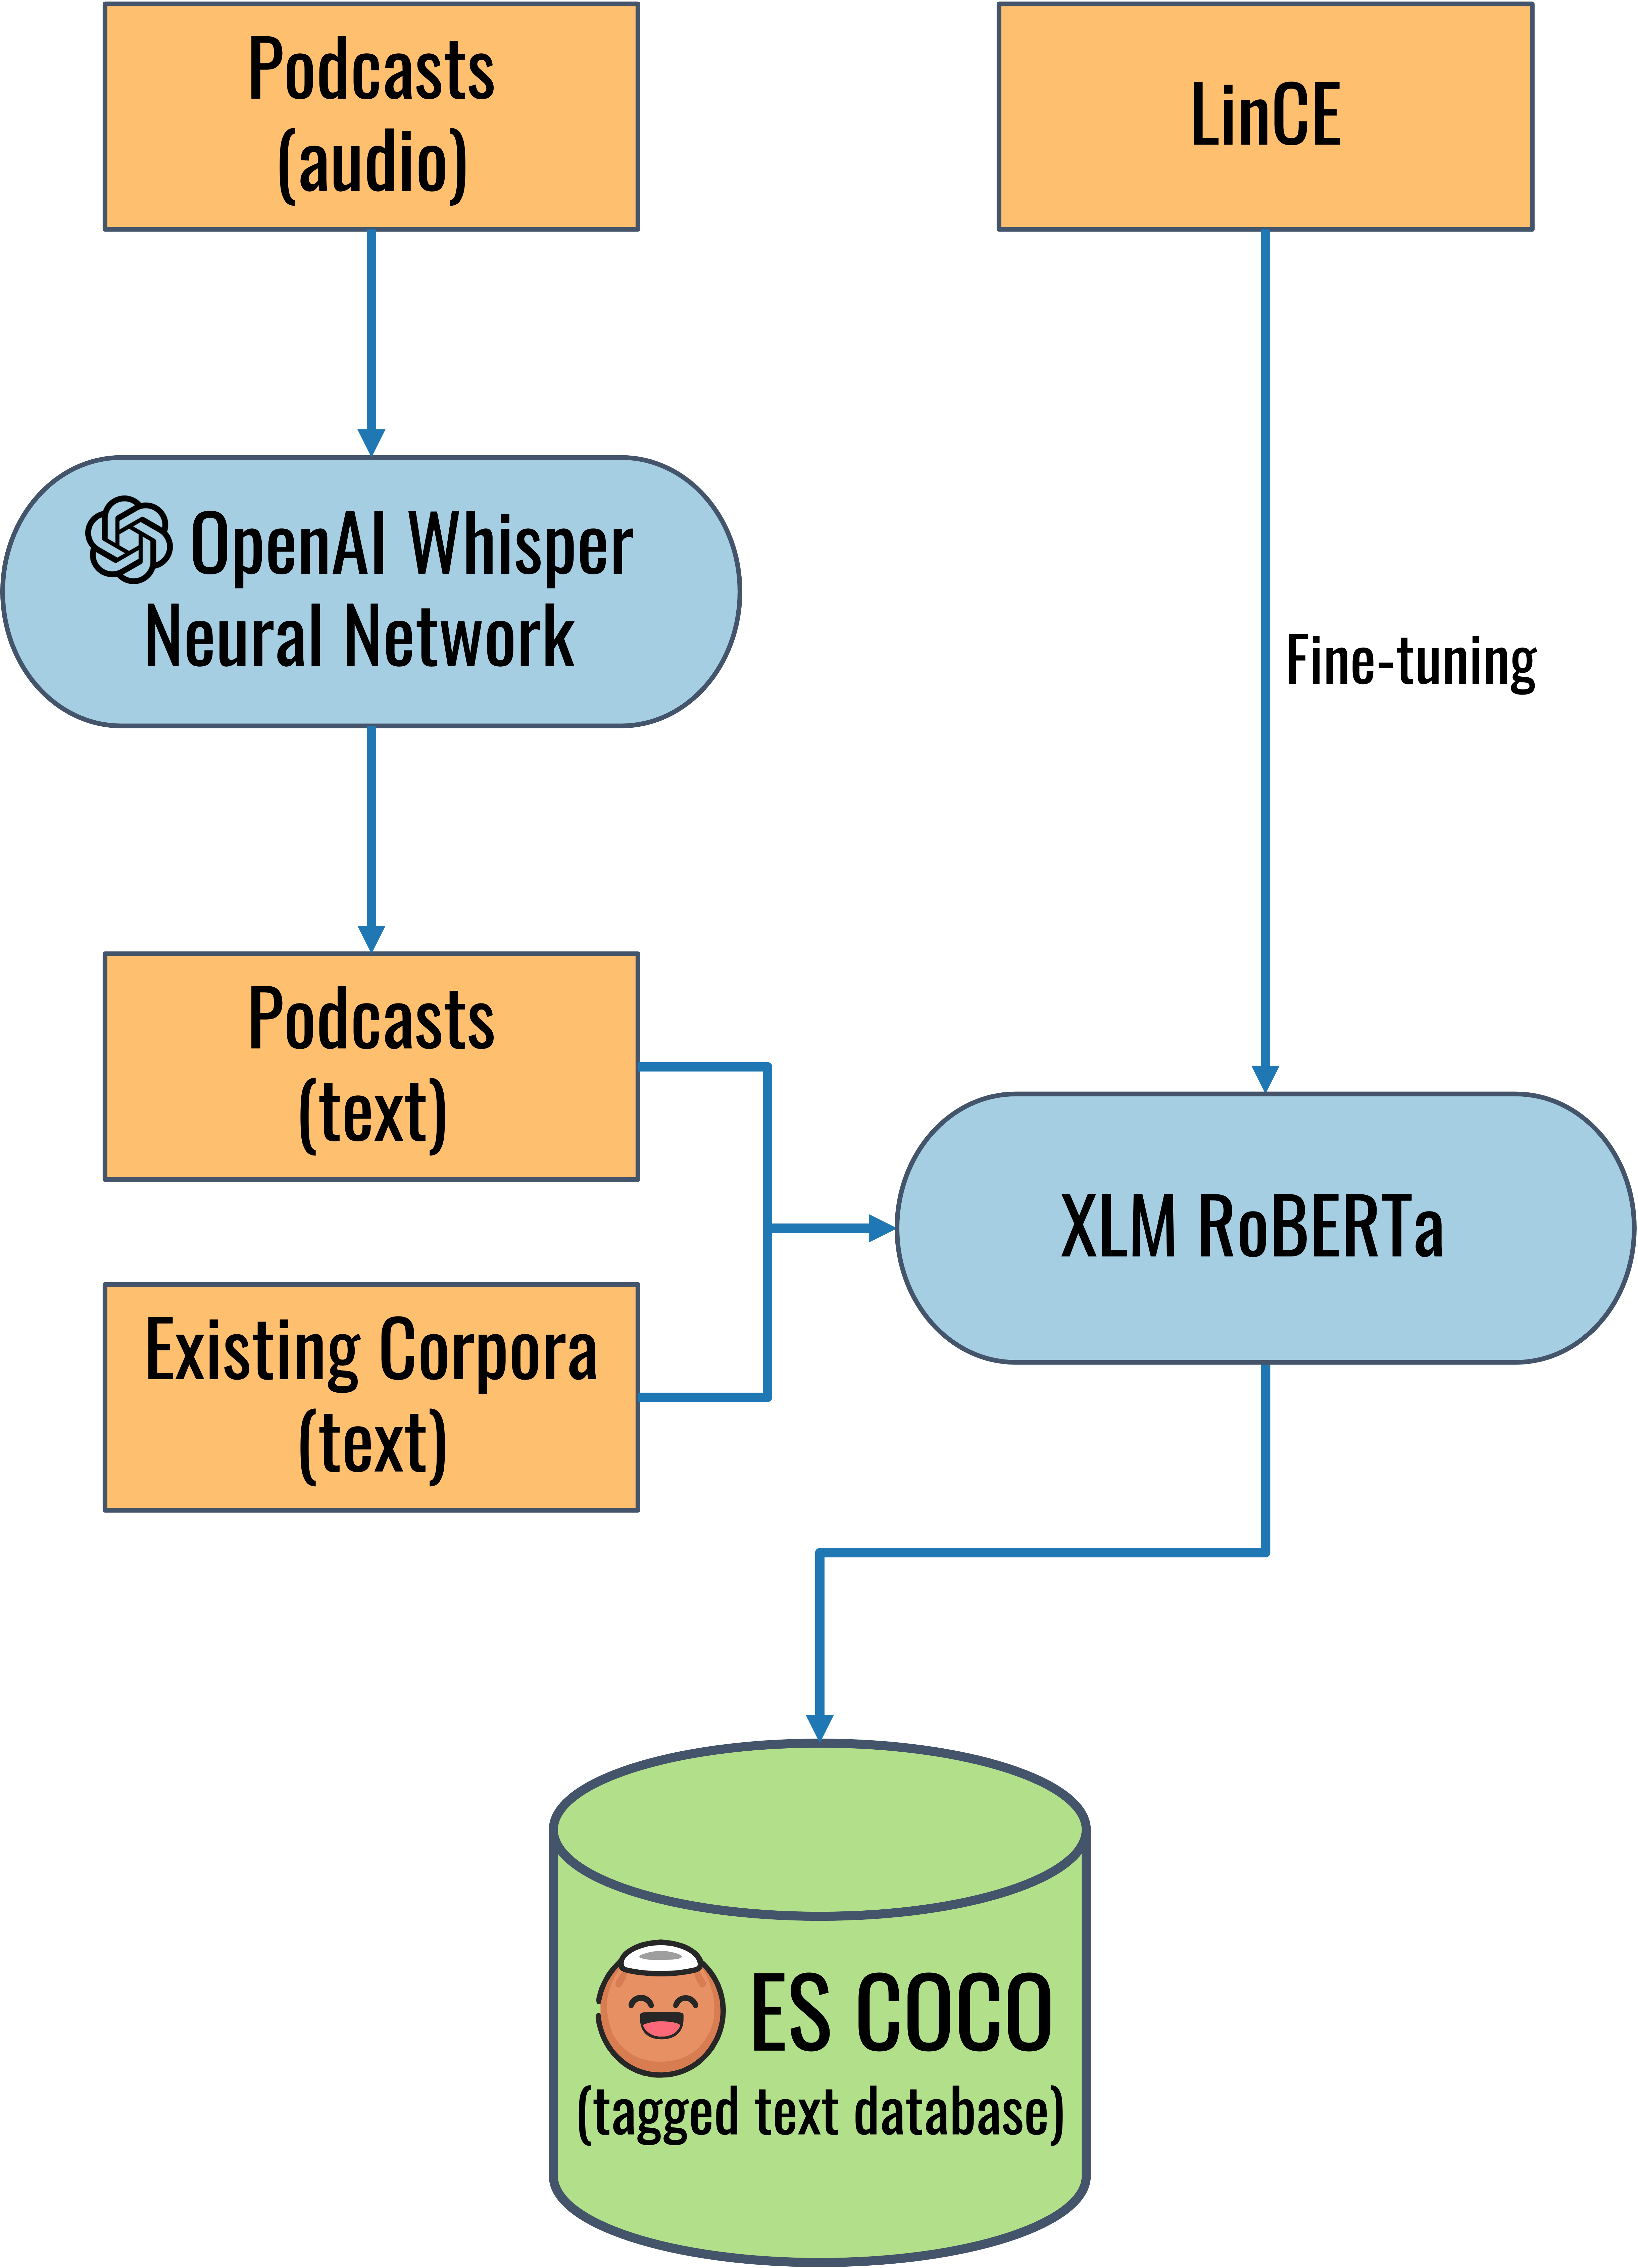 Podcasts
(audio)
LinCE
OpenAI Whisper
Neural Network
Fine-tuning
Podcasts
(text)
XLM RoBERTa
Existing Corpora
(text)
ES COCO
(tagged text database)